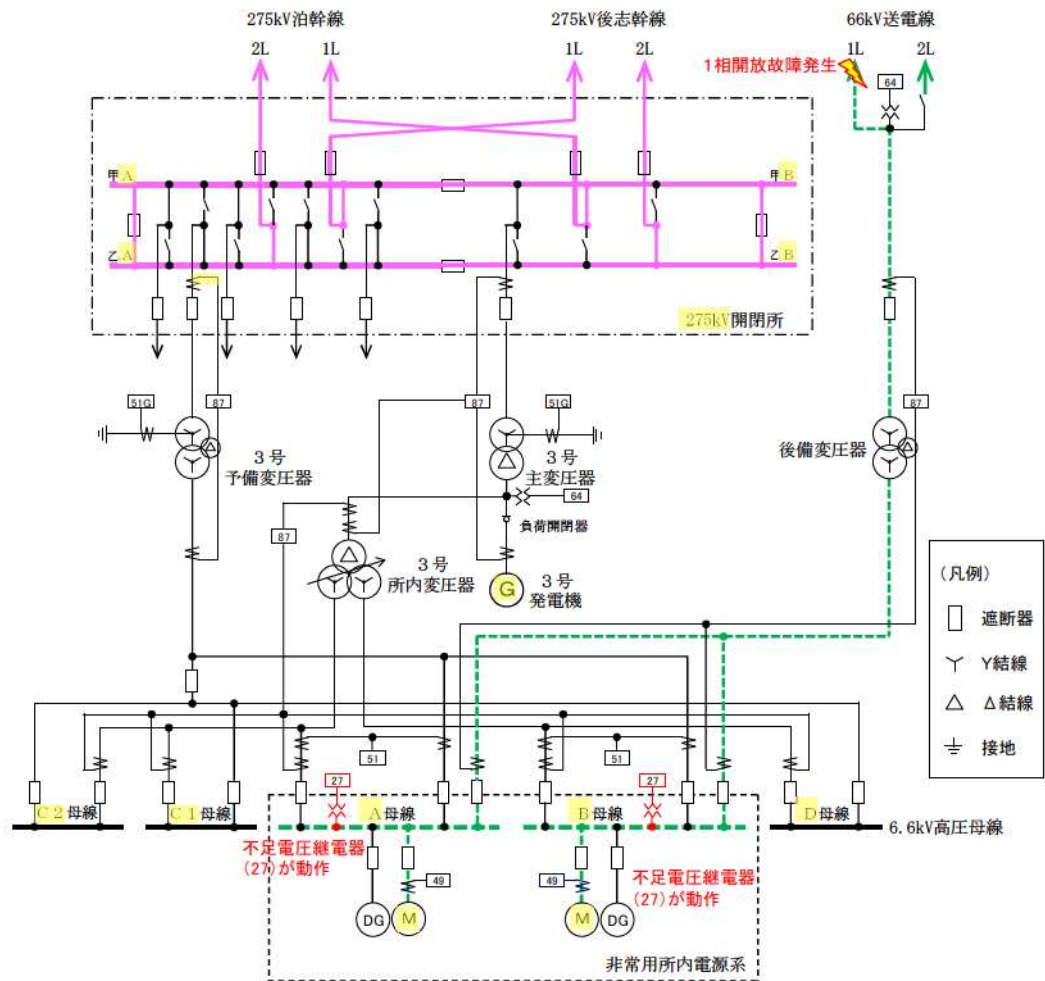 275kV泊幹線
275kV後志幹線
66kV送電線
2L
1L
1L
2L
1L
2L
1相開放故障発生
64
甲A
甲B
乙A
乙B
275kV開閉所
51G
87
87
51G
87
3号
予備変圧器
3号
主変圧器
後備変圧器
64
87
負荷開閉器
3号
所内変圧器
G
3号
発電機
(凡例)
遮断器
Y結線
Δ結線
接地
51
51
27
27
C2母線
C1母線
A母線
B母線
D母線
6.6kV高圧母線
不足電圧継電器
(27)が動作
不足電圧継電器
(27)が動作
49
49
DG
M
M
DG
非常用所内電源系